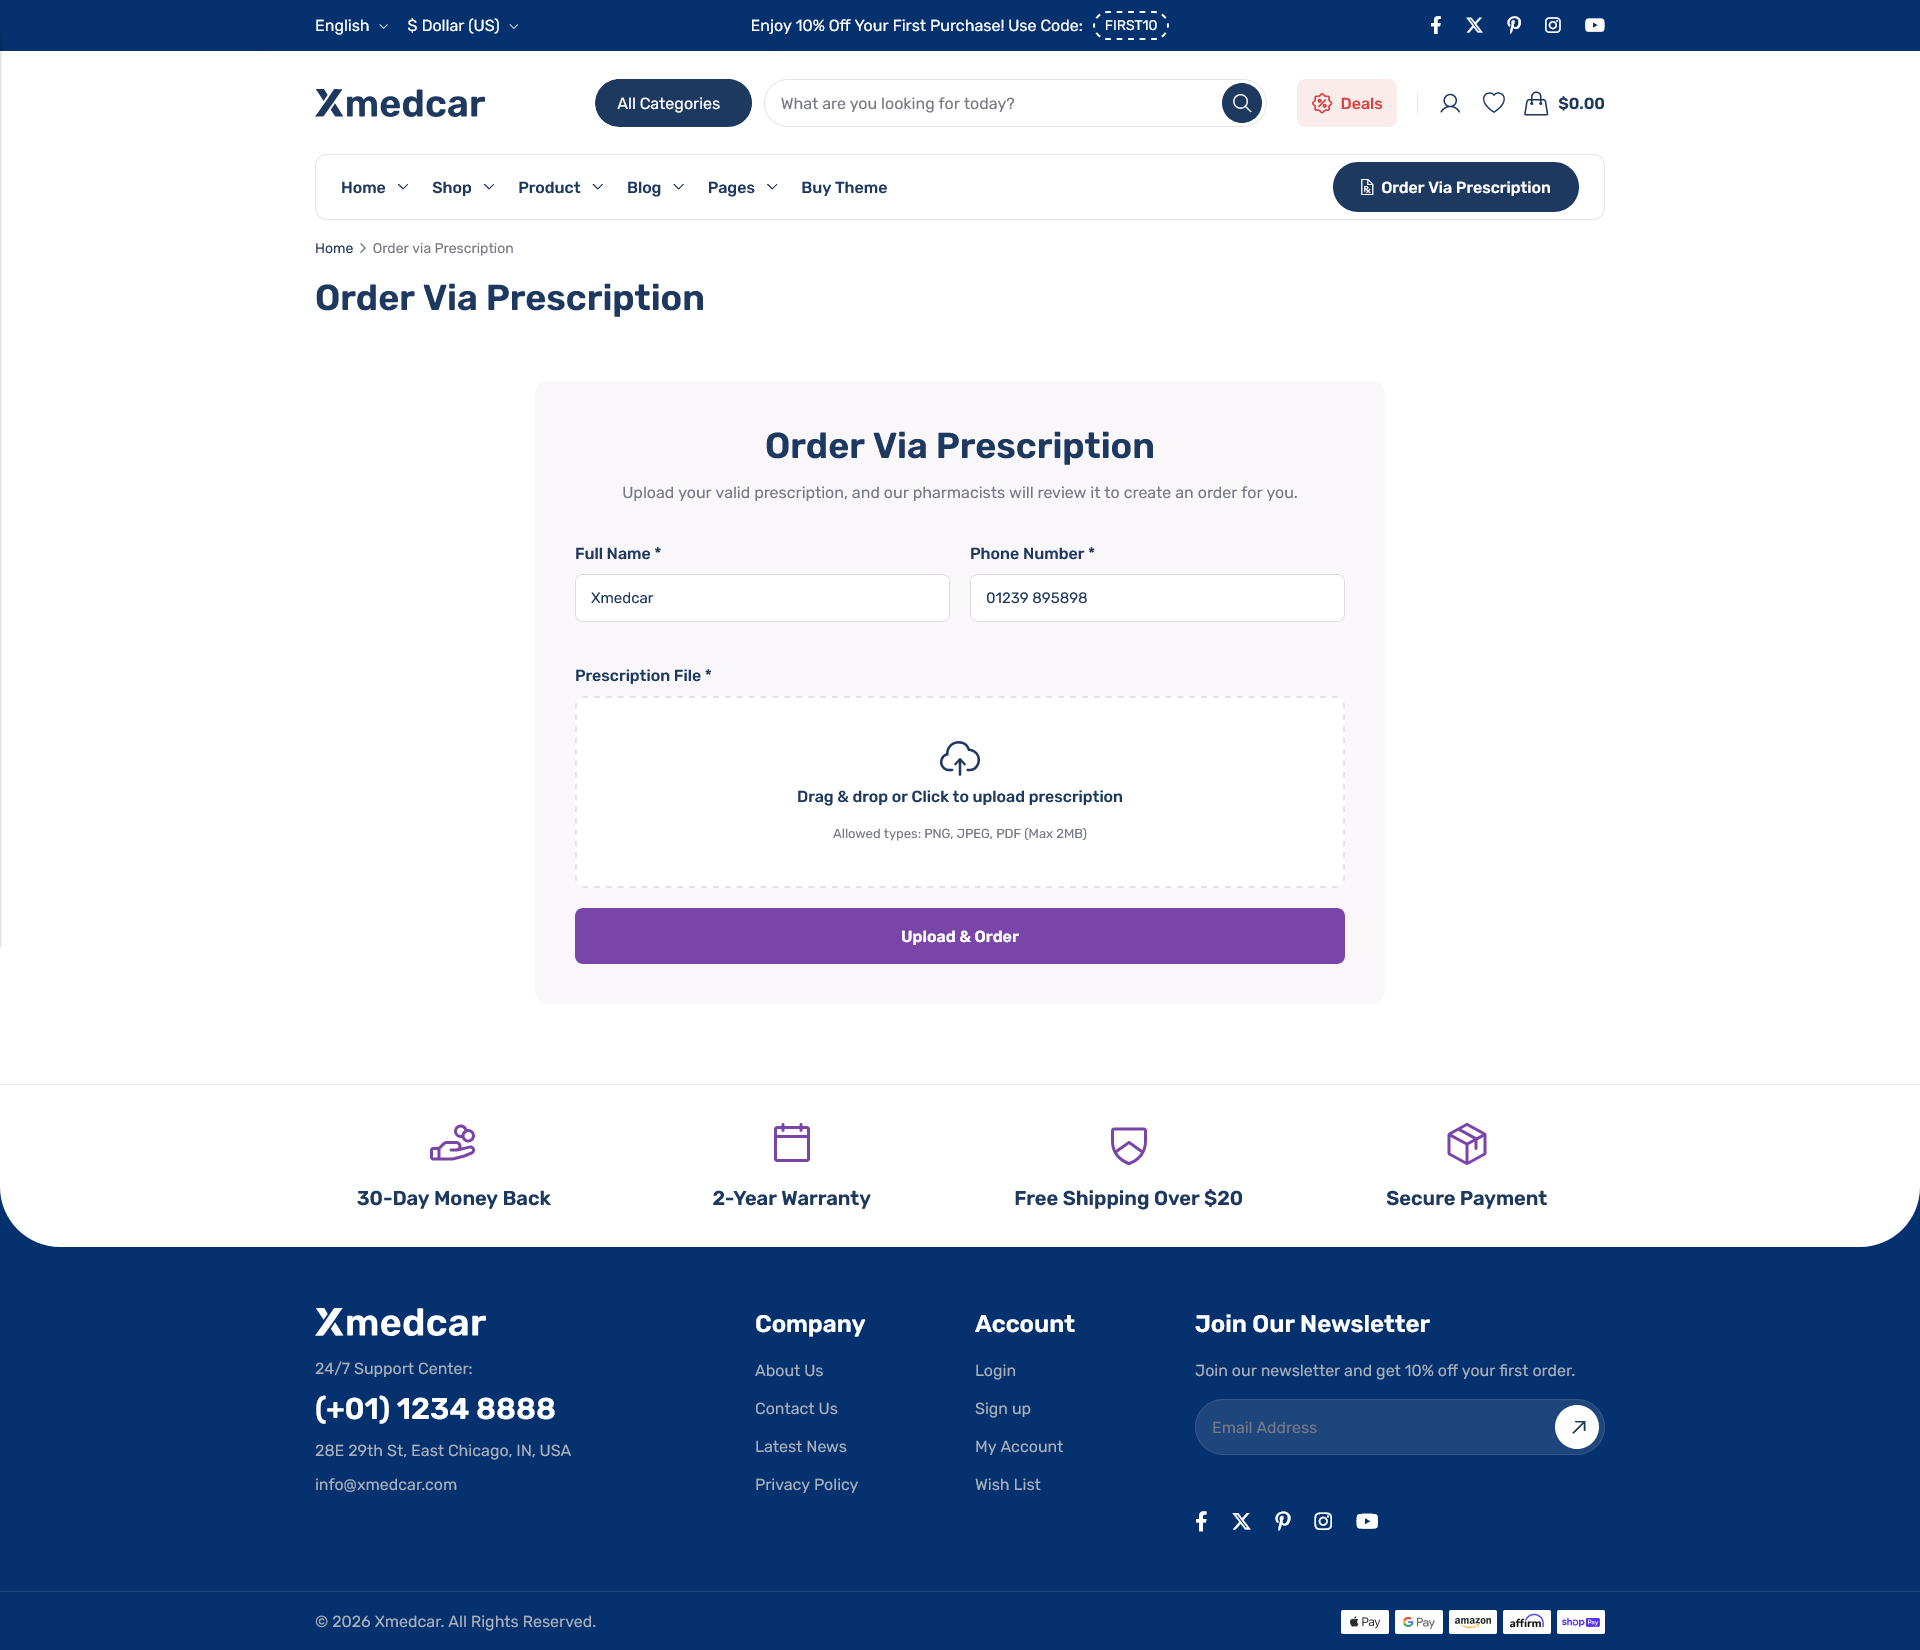 English $ Dollar (US) Enjoy 10% Off Your First Purchase! Use Code: FIRST10
Xmedcar All Categories What are you looking for today? Deals $0.00
Home Shop Product Blog Pages Buy Theme Order Via Prescription
Home > Order via Prescription
Order Via Prescription
Order Via Prescription
Upload your valid prescription, and our pharmacists will review it to create an order for you.
Full Name * Phone Number *
Xmedcar 01239 895898
Prescription File *
Drag & drop or Click to upload prescription
Allowed types: PNG, JPEG, PDF (Max 2MB)
Upload & Order
30-Day Money Back 2-Year Warranty Free Shipping Over $20 Secure Payment
Xmedcar
24/7 Support Center:
(+01) 1234 8888
28E 29th St, East Chicago, IN, USA
info@xmedcar.com
Company
About Us
Contact Us
Latest News
Privacy Policy
Account
Login
Sign up
My Account
Wish List
Join Our Newsletter
Join our newsletter and get 10% off your first order.
Email Address
© 2026 Xmedcar. All Rights Reserved. Pay G Pay amazon affirm shop Pay